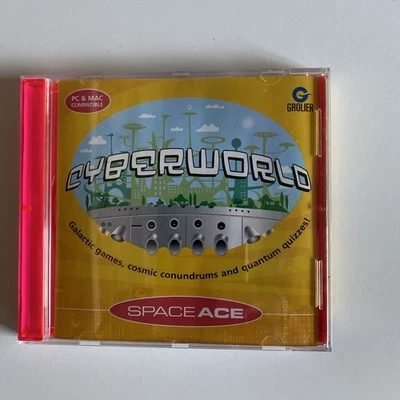 PC & MAC
COMPATIBLE
GROLIER
CYBERWORLD
Galactic games, cosmic conundrums and quantum quizzes!
SPACE ACE